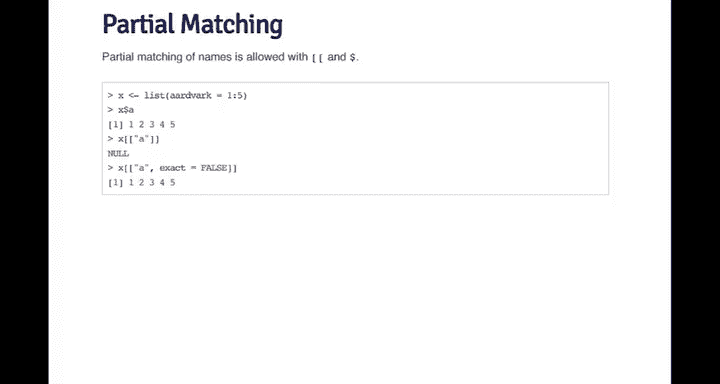 Partial Matching
Partial matching of names is allowed with [[ and $.
> x <- list(aardvark = 1:5)
> x$a
[1] 1 2 3 4 5
> x[["a"]]
NULL
> x[["a", exact = FALSE]]
[1] 1 2 3 4 5